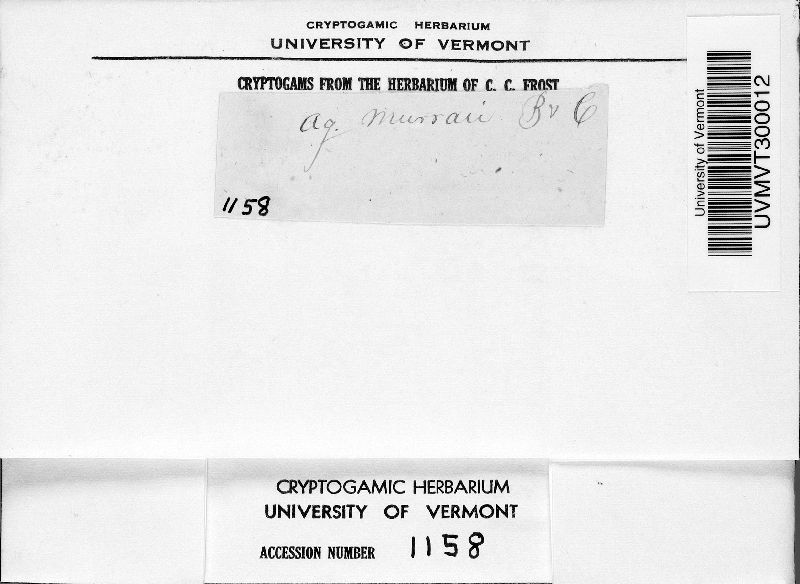 CRYPTOGAMIC HERBARIUM
UNIVERSITY OF VERMONT
CRYPTOGAMS FROM THE HERBARIUM OF C. C. FROST
Ag. Murraii B v C
1158
University of Vermont
UVMVT300012
CRYPTOGAMIC HERBARIUM
UNIVERSITY OF VERMONT
ACCESSION NUMBER 1158